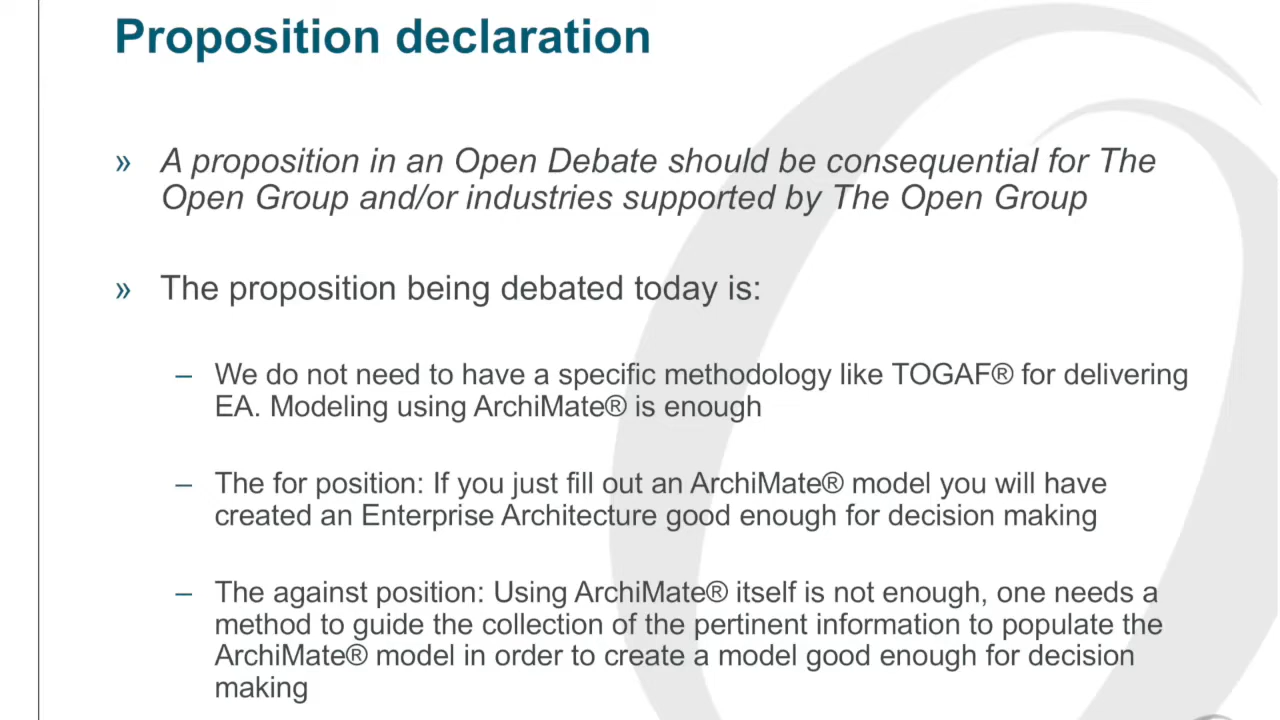 Proposition declaration
» A proposition in an Open Debate should be consequential for The
Open Group and/or industries supported by The Open Group
» The proposition being debated today is:
– We do not need to have a specific methodology like TOGAF® for delivering
EA. Modeling using ArchiMate® is enough
– The for position: If you just fill out an ArchiMate® model you will have
created an Enterprise Architecture good enough for decision making
– The against position: Using ArchiMate® itself is not enough, one needs a
method to guide the collection of the pertinent information to populate the
ArchiMate® model in order to create a model good enough for decision
making